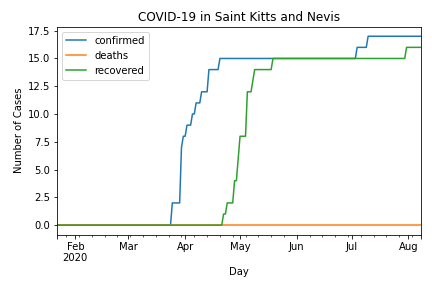 COVID-19 in Saint Kitts and Nevis
confirmed
deaths
recovered
Number of Cases
17.5
15.0
12.5
10.0
7.5
5.0
2.5
0.0
Feb Mar Apr May Jun Jul Aug
2020
Day